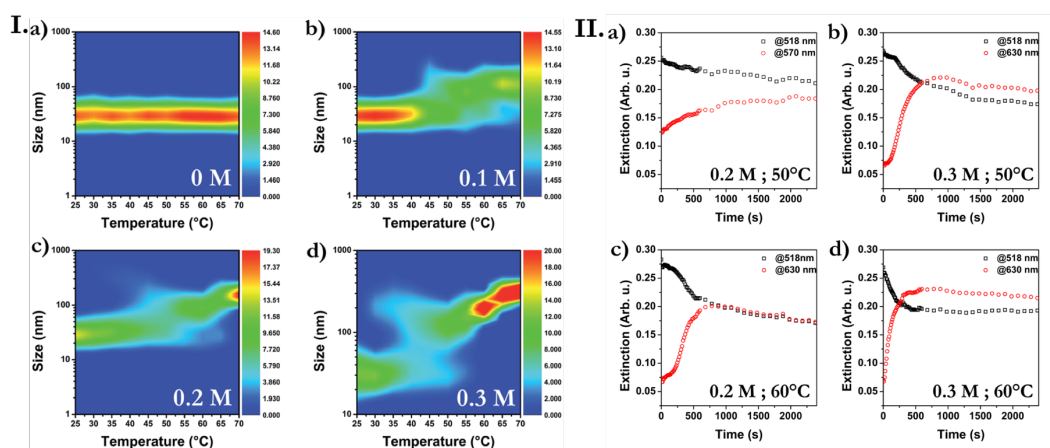 I.
a)
Size (nm)
1000
100
10
1
25 30 35 40 45 50 55 60 65 70
Temperature (°C)
0 M
14.60
13.14
11.68
10.22
8.760
7.300
5.840
4.380
2.920
1.460
0.000
b)
Size (nm)
1000
100
10
1
25 30 35 40 45 50 55 60 65 70
Temperature (°C)
0.1 M
14.55
13.10
11.64
10.19
8.730
7.275
5.820
4.365
2.910
1.455
0.000
c)
Size (nm)
1000
100
10
1
25 30 35 40 45 50 55 60 65 70
Temperature (°C)
0.2 M
19.30
17.37
15.44
13.51
11.58
9.650
7.720
5.790
3.860
1.930
0.000
d)
Size (nm)
1000
100
10
25 30 35 40 45 50 55 60 65 70
Temperature (°C)
0.3 M
20.00
18.00
16.00
14.00
12.00
10.00
8.000
6.000
4.000
2.000
0.000
II.
a)
Extinction (Arb. u.)
0.30
0.25
0.20
0.15
0.10
0.05
@518 nm
@570 nm
0.2 M ; 50°C
0 500 1000 1500 2000
Time (s)
b)
Extinction (Arb. u.)
0.30
0.25
0.20
0.15
0.10
0.05
@518 nm
@630 nm
0.3 M ; 50°C
0 500 1000 1500 2000
Time (s)
c)
Extinction (Arb. u.)
0.30
0.25
0.20
0.15
0.10
0.05
@518nm
@630 nm
0.2 M ; 60°C
0 500 1000 1500 2000
Time (s)
d)
Extinction (Arb. u.)
0.30
0.25
0.20
0.15
0.10
0.05
@518 nm
@630 nm
0.3 M ; 60°C
0 500 1000 1500 2000
Time (s)